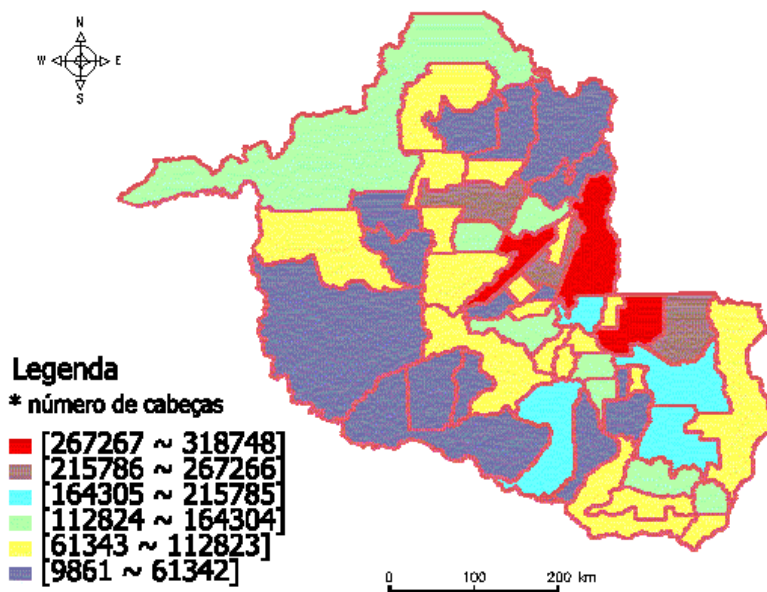 N
W E
S
Legenda
* número de cabeças
[267267 ~ 318748]
[215786 ~ 267266]
[164305 ~ 215785]
[112824 ~ 164304]
[61343 ~ 112823]
[9861 ~ 61342]
0 100 200 km